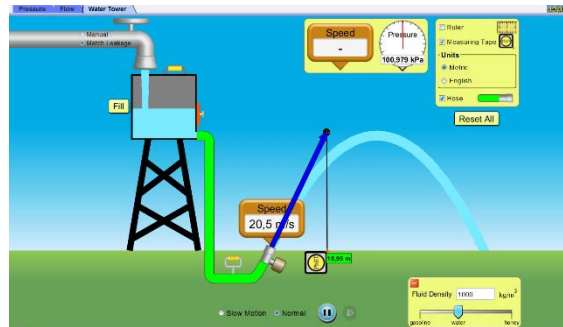 Pressure Flow Water Tower
Manual
Match Leakage
Speed
-
Pressure
100,979 kPa
Ruler
Measuring Tape
Units
Metric
English
Hose
Reset All
Fill
Speed
20,5 m/s
18,95 m
Slow Motion Normal
Fluid Density 1000 kg/m³
gasoline water honey